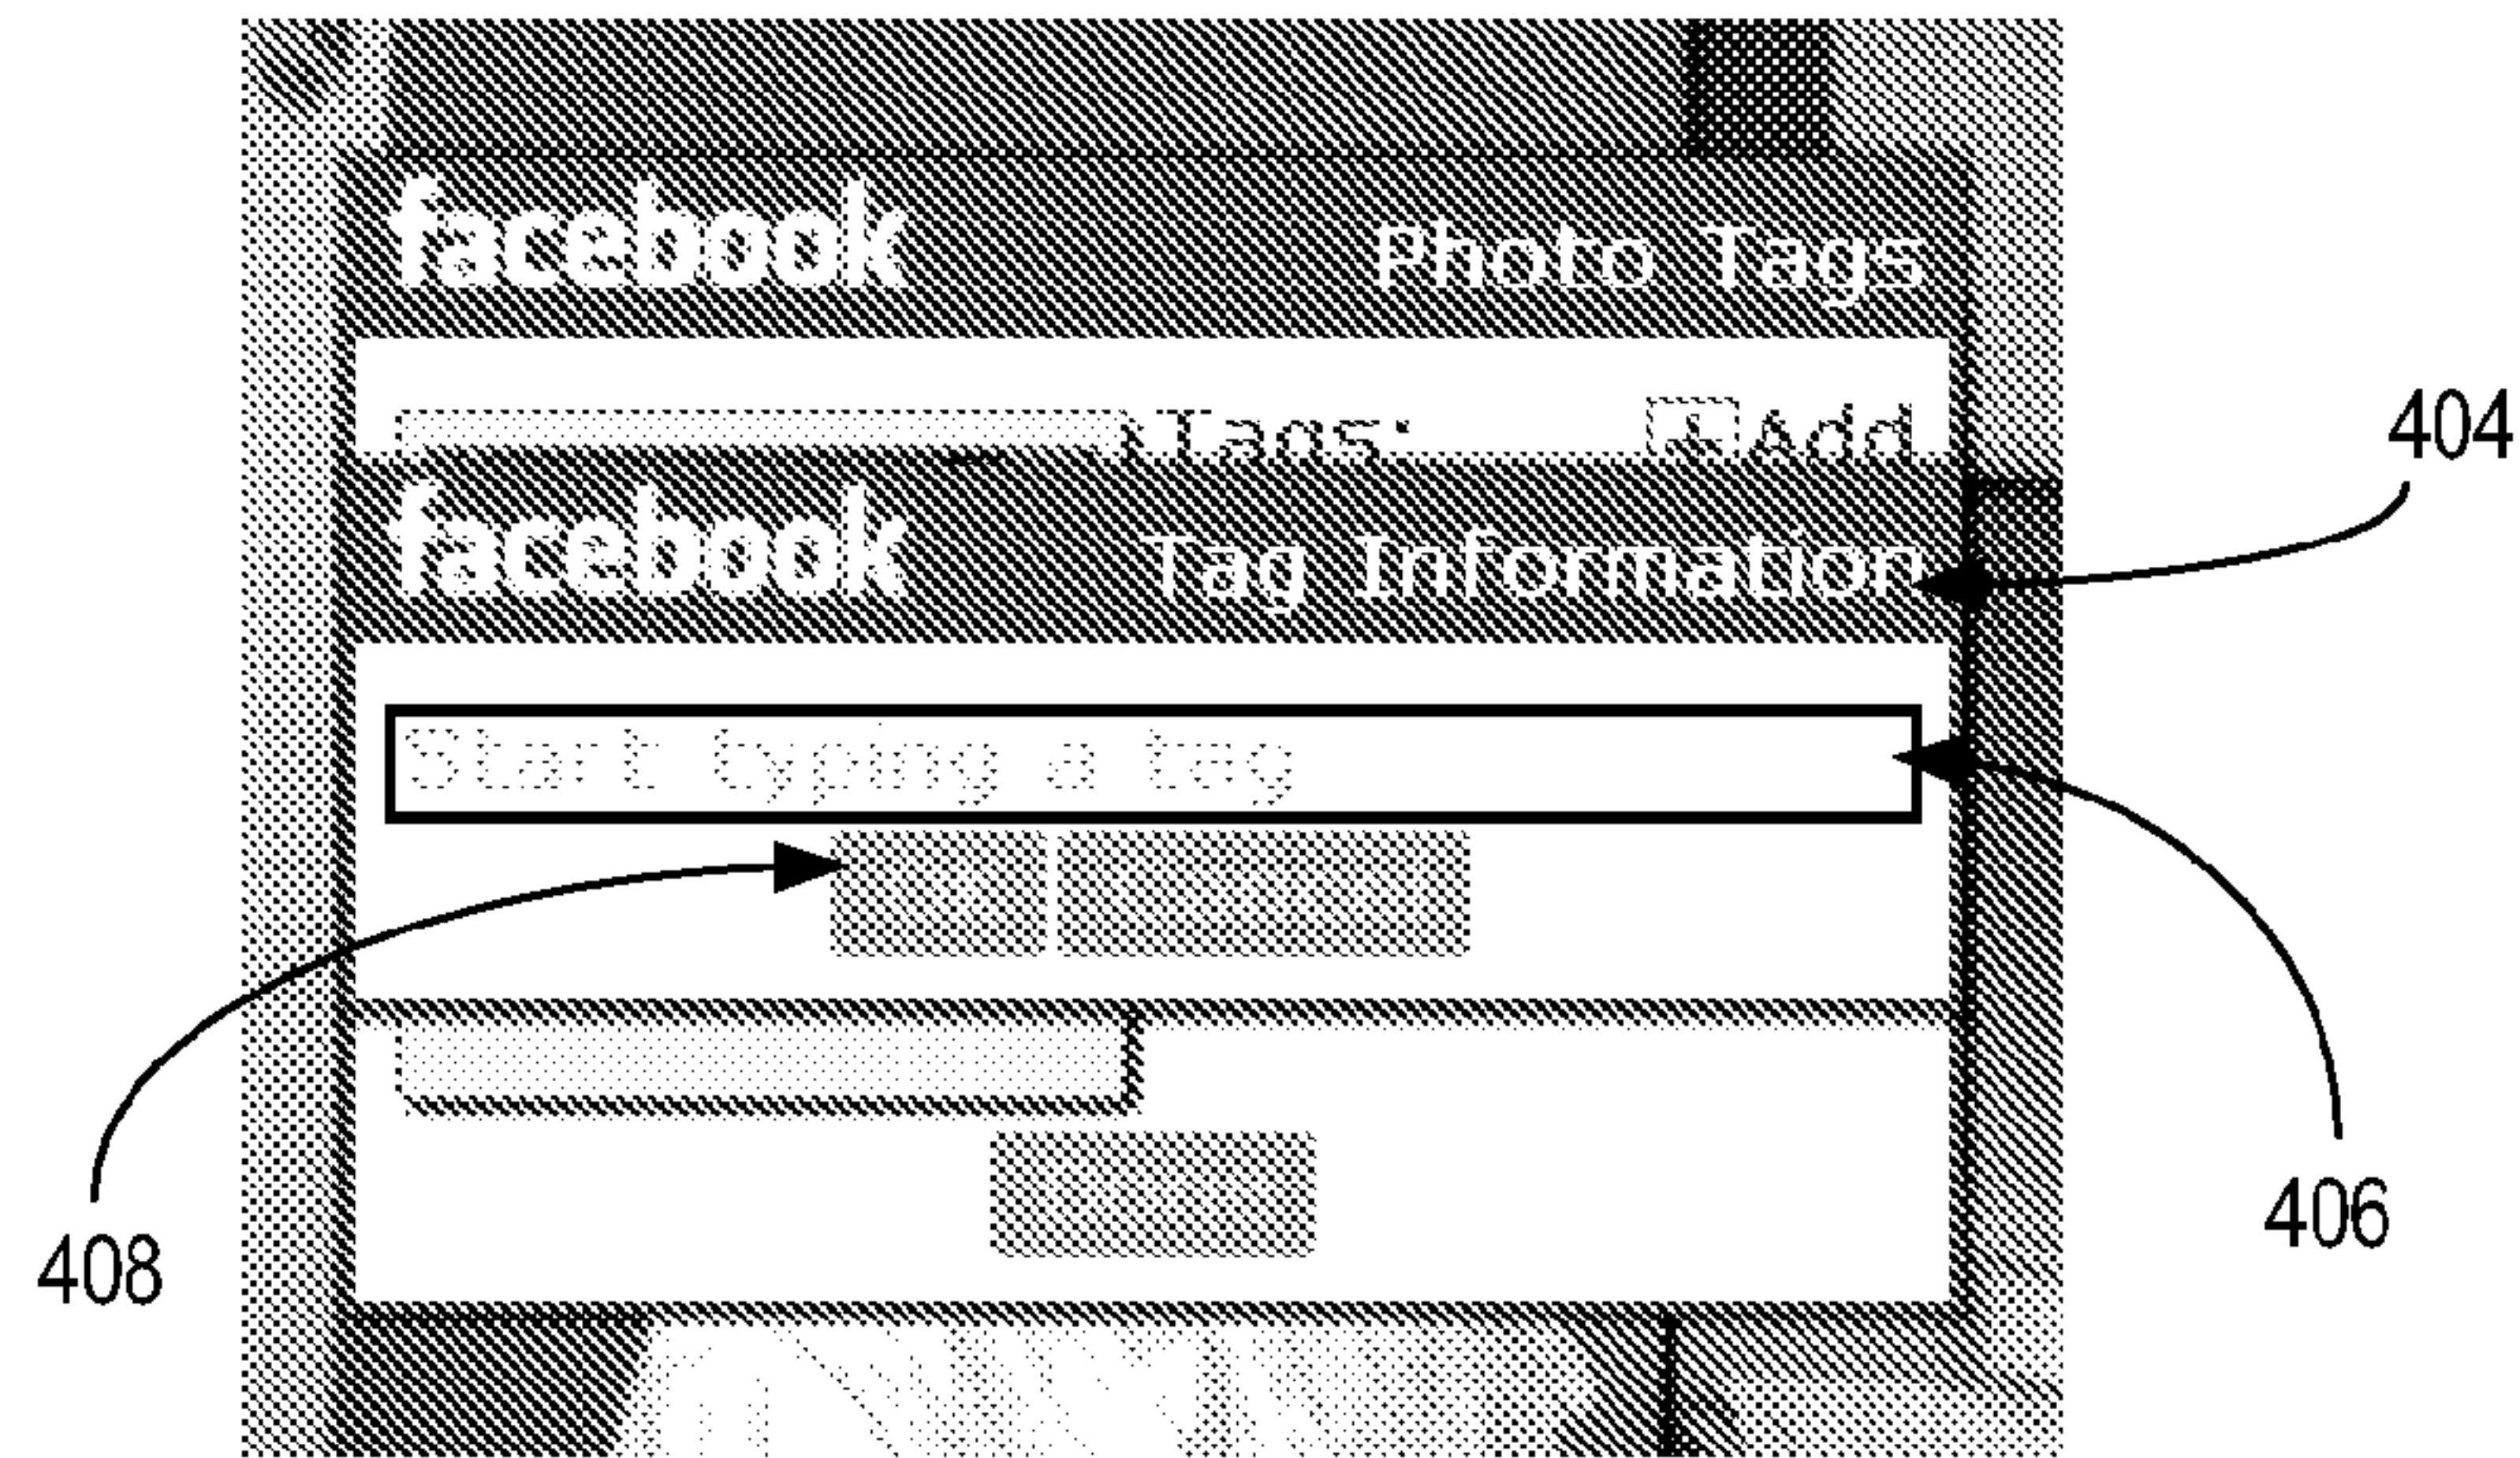 facebook Photo Tags
Tags: Add
404
facebook Tag Information
Start typing a tag
408
406